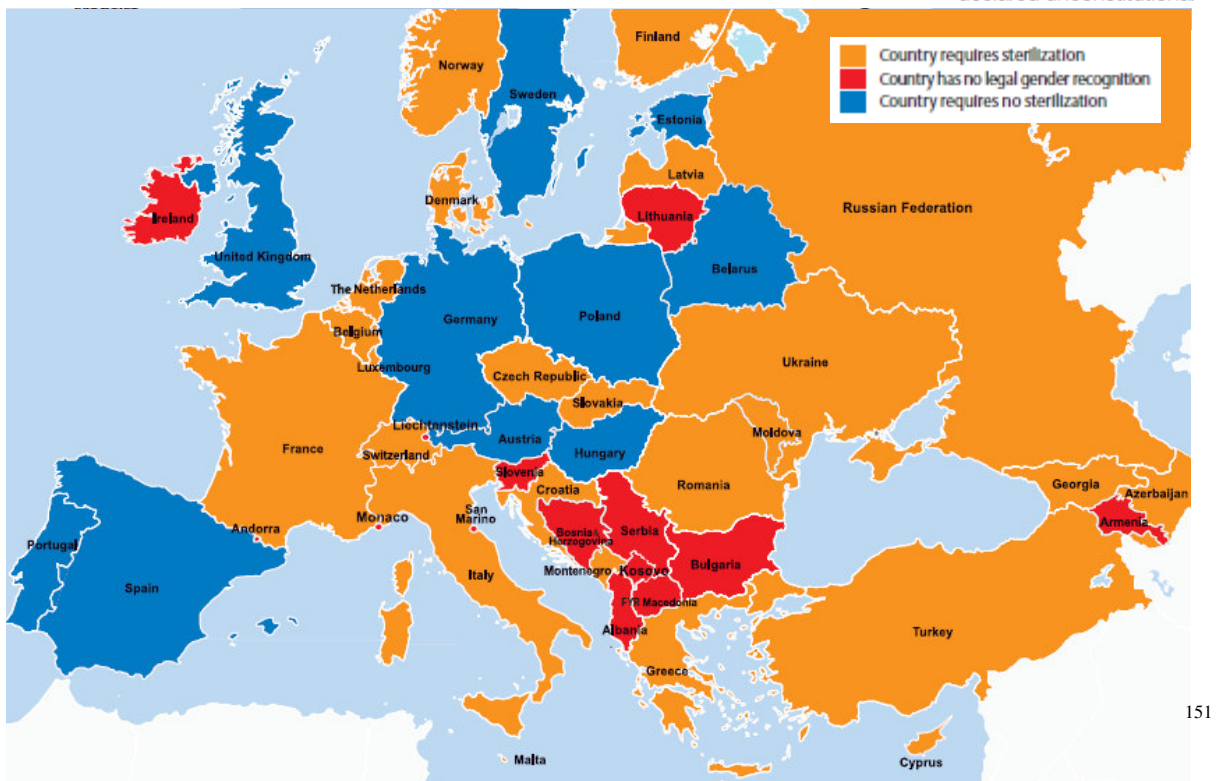 declared unconstitutional
Country requires sterilization
Country has no legal gender recognition
Country requires no sterilization
Finland
Norway
Sweden
Estonia
Latvia
Denmark
Lithuania
Russian Federation
Ireland
United Kingdom
Belarus
The Netherlands
Germany
Poland
Belgium
Luxembourg
Czech Republic
Ukraine
Slovakia
Liechtenstein
Austria
Moldova
France
Switzerland
Hungary
Slovenia
Romania
Croatia
Georgia
Azerbaijan
San
Marino
Monaco
Andorra
Armenia
Bosnia &
Herzegovina
Serbia
Portugal
Montenegro
Kosovo
Bulgaria
Italy
Spain
FYR Macedonia
Albania
Turkey
Greece
151
Malta
Cyprus